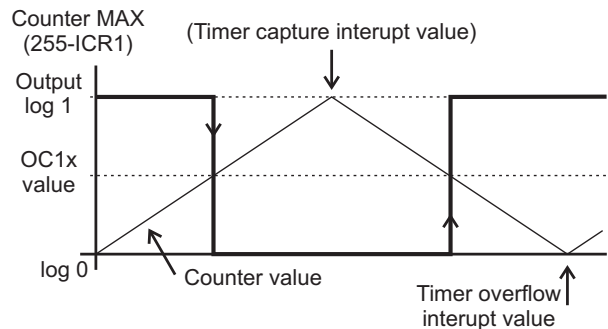 Counter MAX
(255-ICR1)
(Timer capture interupt value)
Output
log 1
OC1x
value
log 0
Counter value
Timer overflow
interupt value